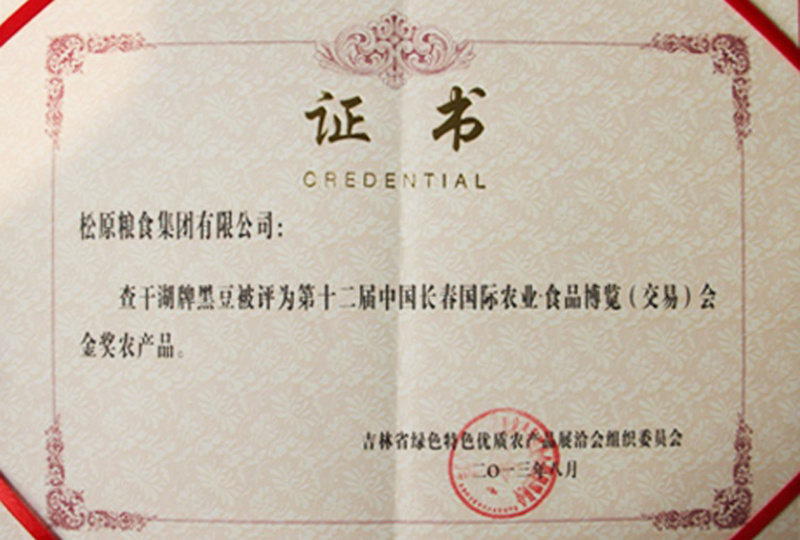 证书
CREDENTIAL
松原粮食集团有限公司：
查干湖牌黑豆被评为第十二届中国长春国际农业·食品博览（交易）会
金奖农产品。
吉林省绿色特色优质农产品展洽会组织委员会
二〇一三年八月